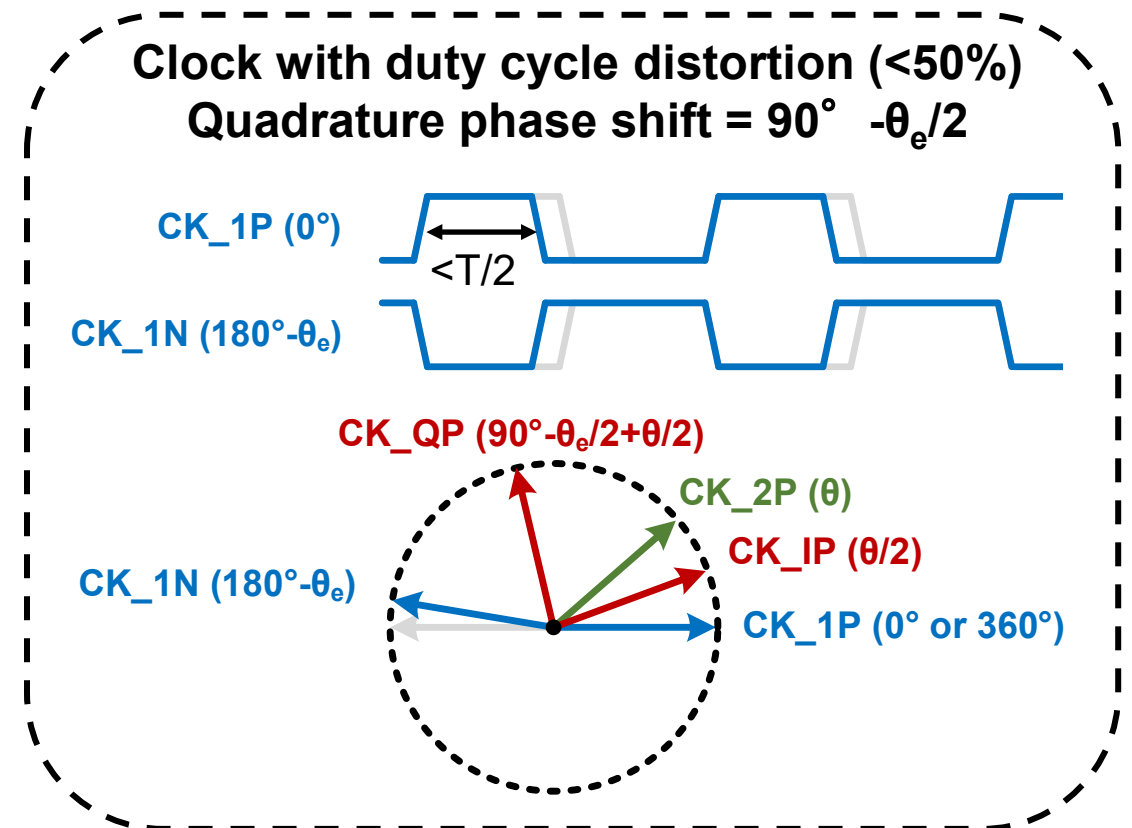 Clock with duty cycle distortion (<50%)
Quadrature phase shift = 90° -θₑ/2
CK_1P (0°)
<T/2
CK_1N (180°-θₑ)
CK_QP (90°-θₑ/2+θ/2)
CK_2P (θ)
CK_IP (θ/2)
CK_1N (180°-θₑ)
CK_1P (0° or 360°)